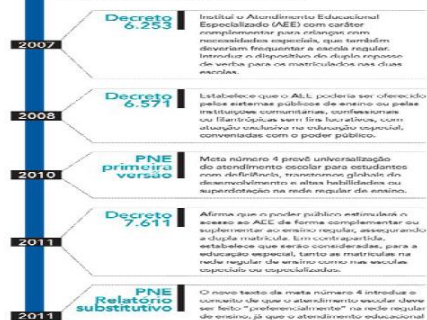 2007
Decreto
6.253
Institui o Atendimento Educacional
Especializado (AEE) com caráter
complementar para crianças com
necessidades especiais, que também
deveriam frequentar a escola regular.
Introduz o dispositivo do duplo repasse
de verba para os matriculados nas duas
escolas.
2008
Decreto
6.571
Estabelece que o AEE poderia ser oferecido
pelos sistemas públicos de ensino ou pelas
instituições comunitárias, confessionais
ou filantrópicas sem fins lucrativos, com
atuação exclusiva na educação especial,
conveniadas com o poder público.
2010
PNE
primeira
versão
Meta número 4 provê universalização
do atendimento escolar para estudantes
com deficiência, transtornos globais do
desenvolvimento e altas habilidades ou
superdotação na rede regular de ensino.
2011
Decreto
7.611
Afirma que o poder público estimulará o
acesso ao AEE de forma complementar ou
suplementar ao ensino regular, assegurando
a dupla matrícula. Em contrapartida,
estabelece que serão consideradas, para a
educação especial, tanto as matrículas na
rede regular de ensino como nas escolas
especiais ou especializadas.
2011
PNE
Relatório
substitutivo
O novo texto da meta número 4 introduz o
conceito de que o atendimento escolar deve
ser feito "preferencialmente" na rede regular
de ensino, já que o atendimento educacional